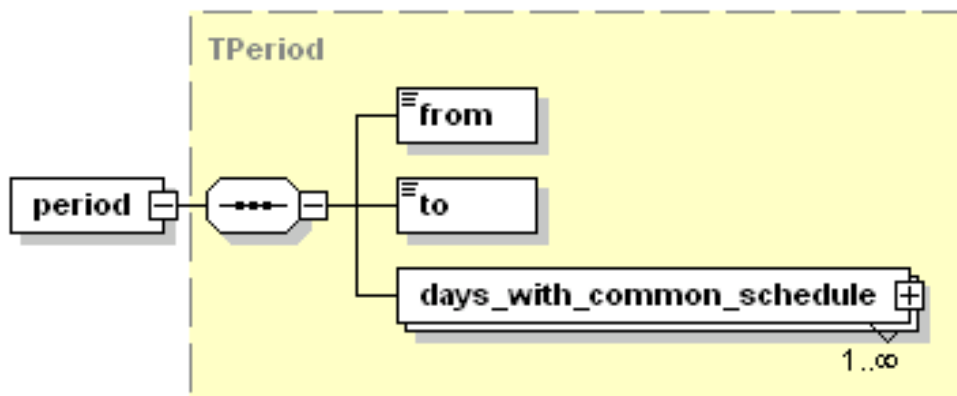 TPeriod
from
period
to
days_with_common_schedule
1..∞